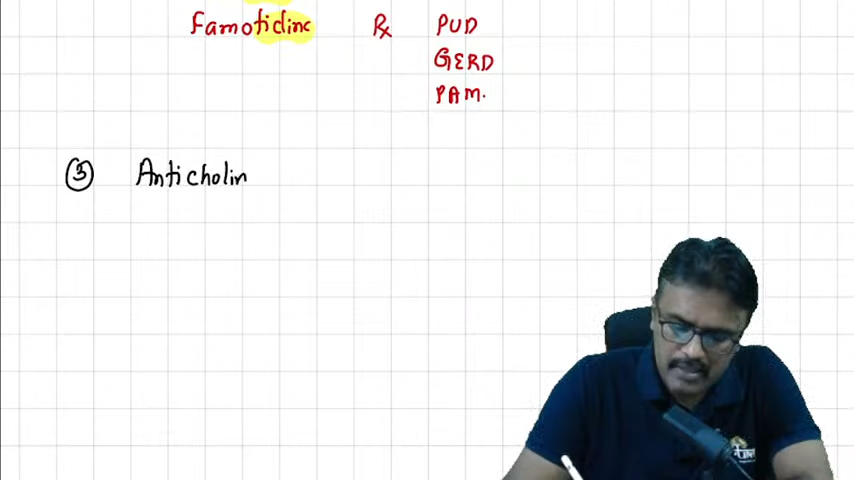 Famotidine Rx PUD
GERD
PAM.
③ Anticholin